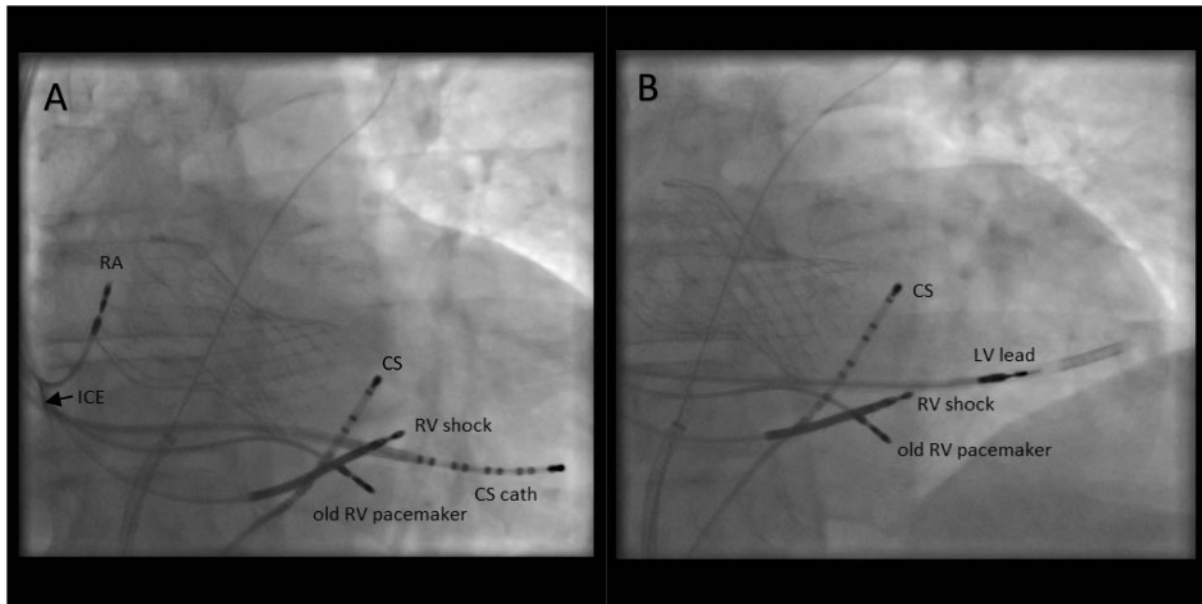 A
RA
ICE
CS
RV shock
CS cath
old RV pacemaker
B
CS
LV lead
RV shock
old RV pacemaker